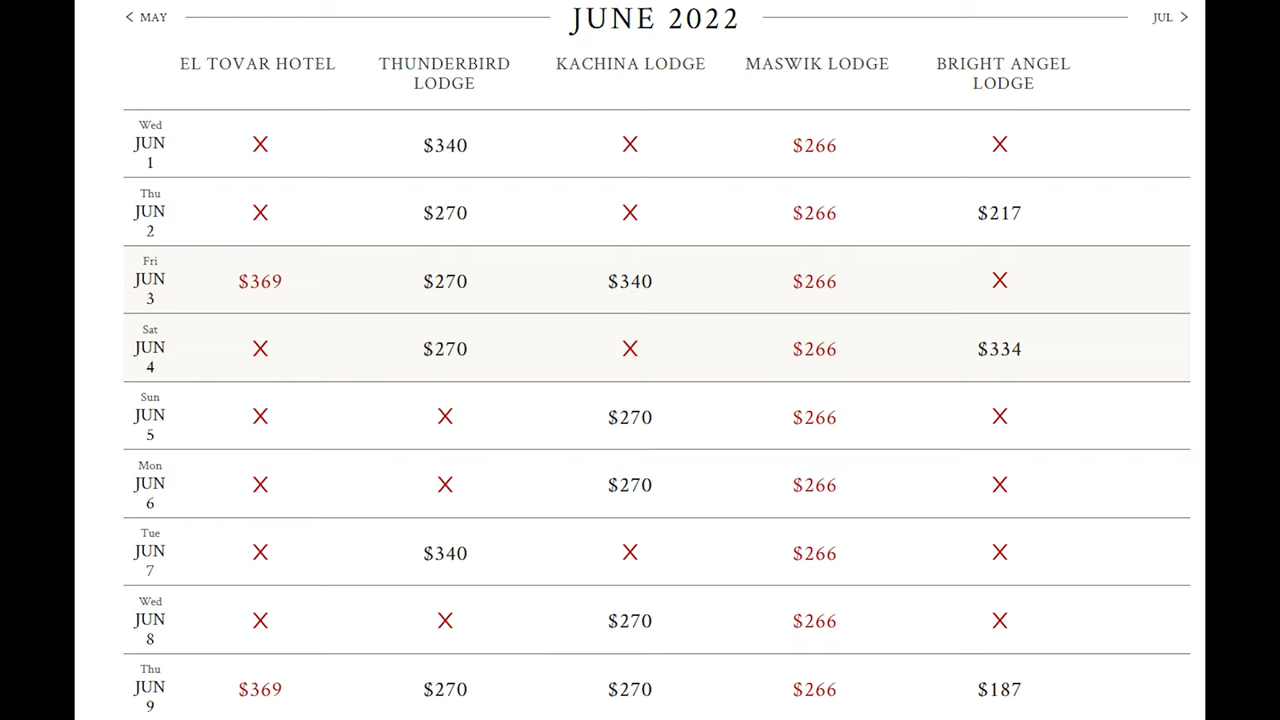 < MAY JUNE 2022 JUL >
EL TOVAR HOTEL THUNDERBIRD LODGE KACHINA LODGE MASWIK LODGE BRIGHT ANGEL LODGE
Wed
JUN
1
X $340 X $266 X
Thu
JUN
2
X $270 X $266 $217
Fri
JUN
3
$369 $270 $340 $266 X
Sat
JUN
4
X $270 X $266 $334
Sun
JUN
5
X X $270 $266 X
Mon
JUN
6
X X $270 $266 X
Tue
JUN
7
X $340 X $266 X
Wed
JUN
8
X X $270 $266 X
Thu
JUN
9
$369 $270 $270 $266 $187